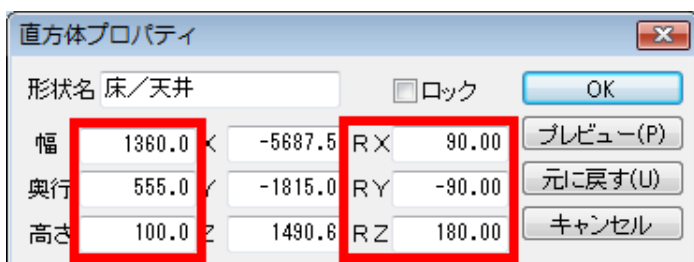 直方体プロパティ
形状名 床／天井 ロック OK
幅 1360.0 X -5687.5 RX 90.00 プレビュー(P)
奥行 555.0 Y -1815.0 RY -90.00 元に戻す(U)
高さ 100.0 Z 1490.6 RZ 180.00 キャンセル